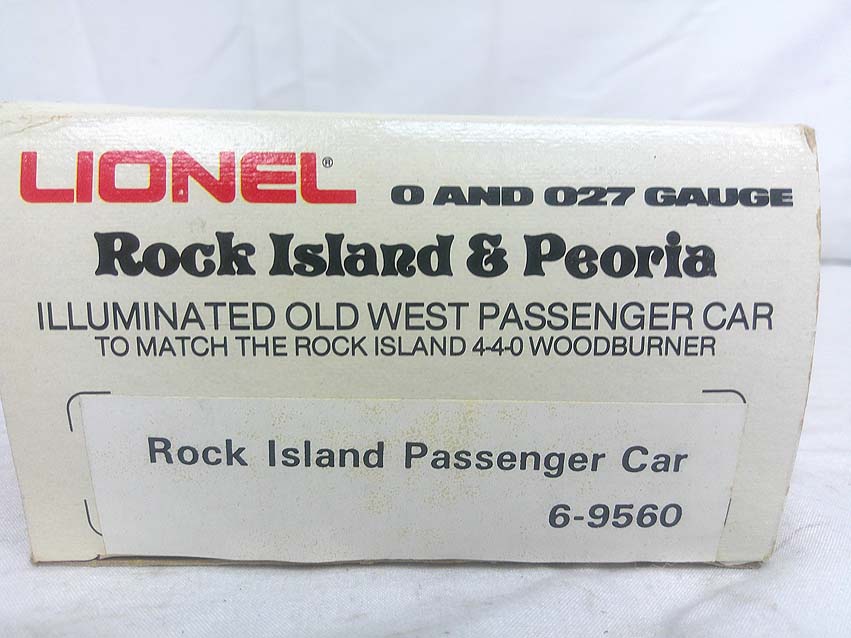 LIONEL® O AND O27 GAUGE
Rock Island & Peoria
ILLUMINATED OLD WEST PASSENGER CAR
TO MATCH THE ROCK ISLAND 4-4-0 WOODBURNER
Rock Island Passenger Car
6-9560